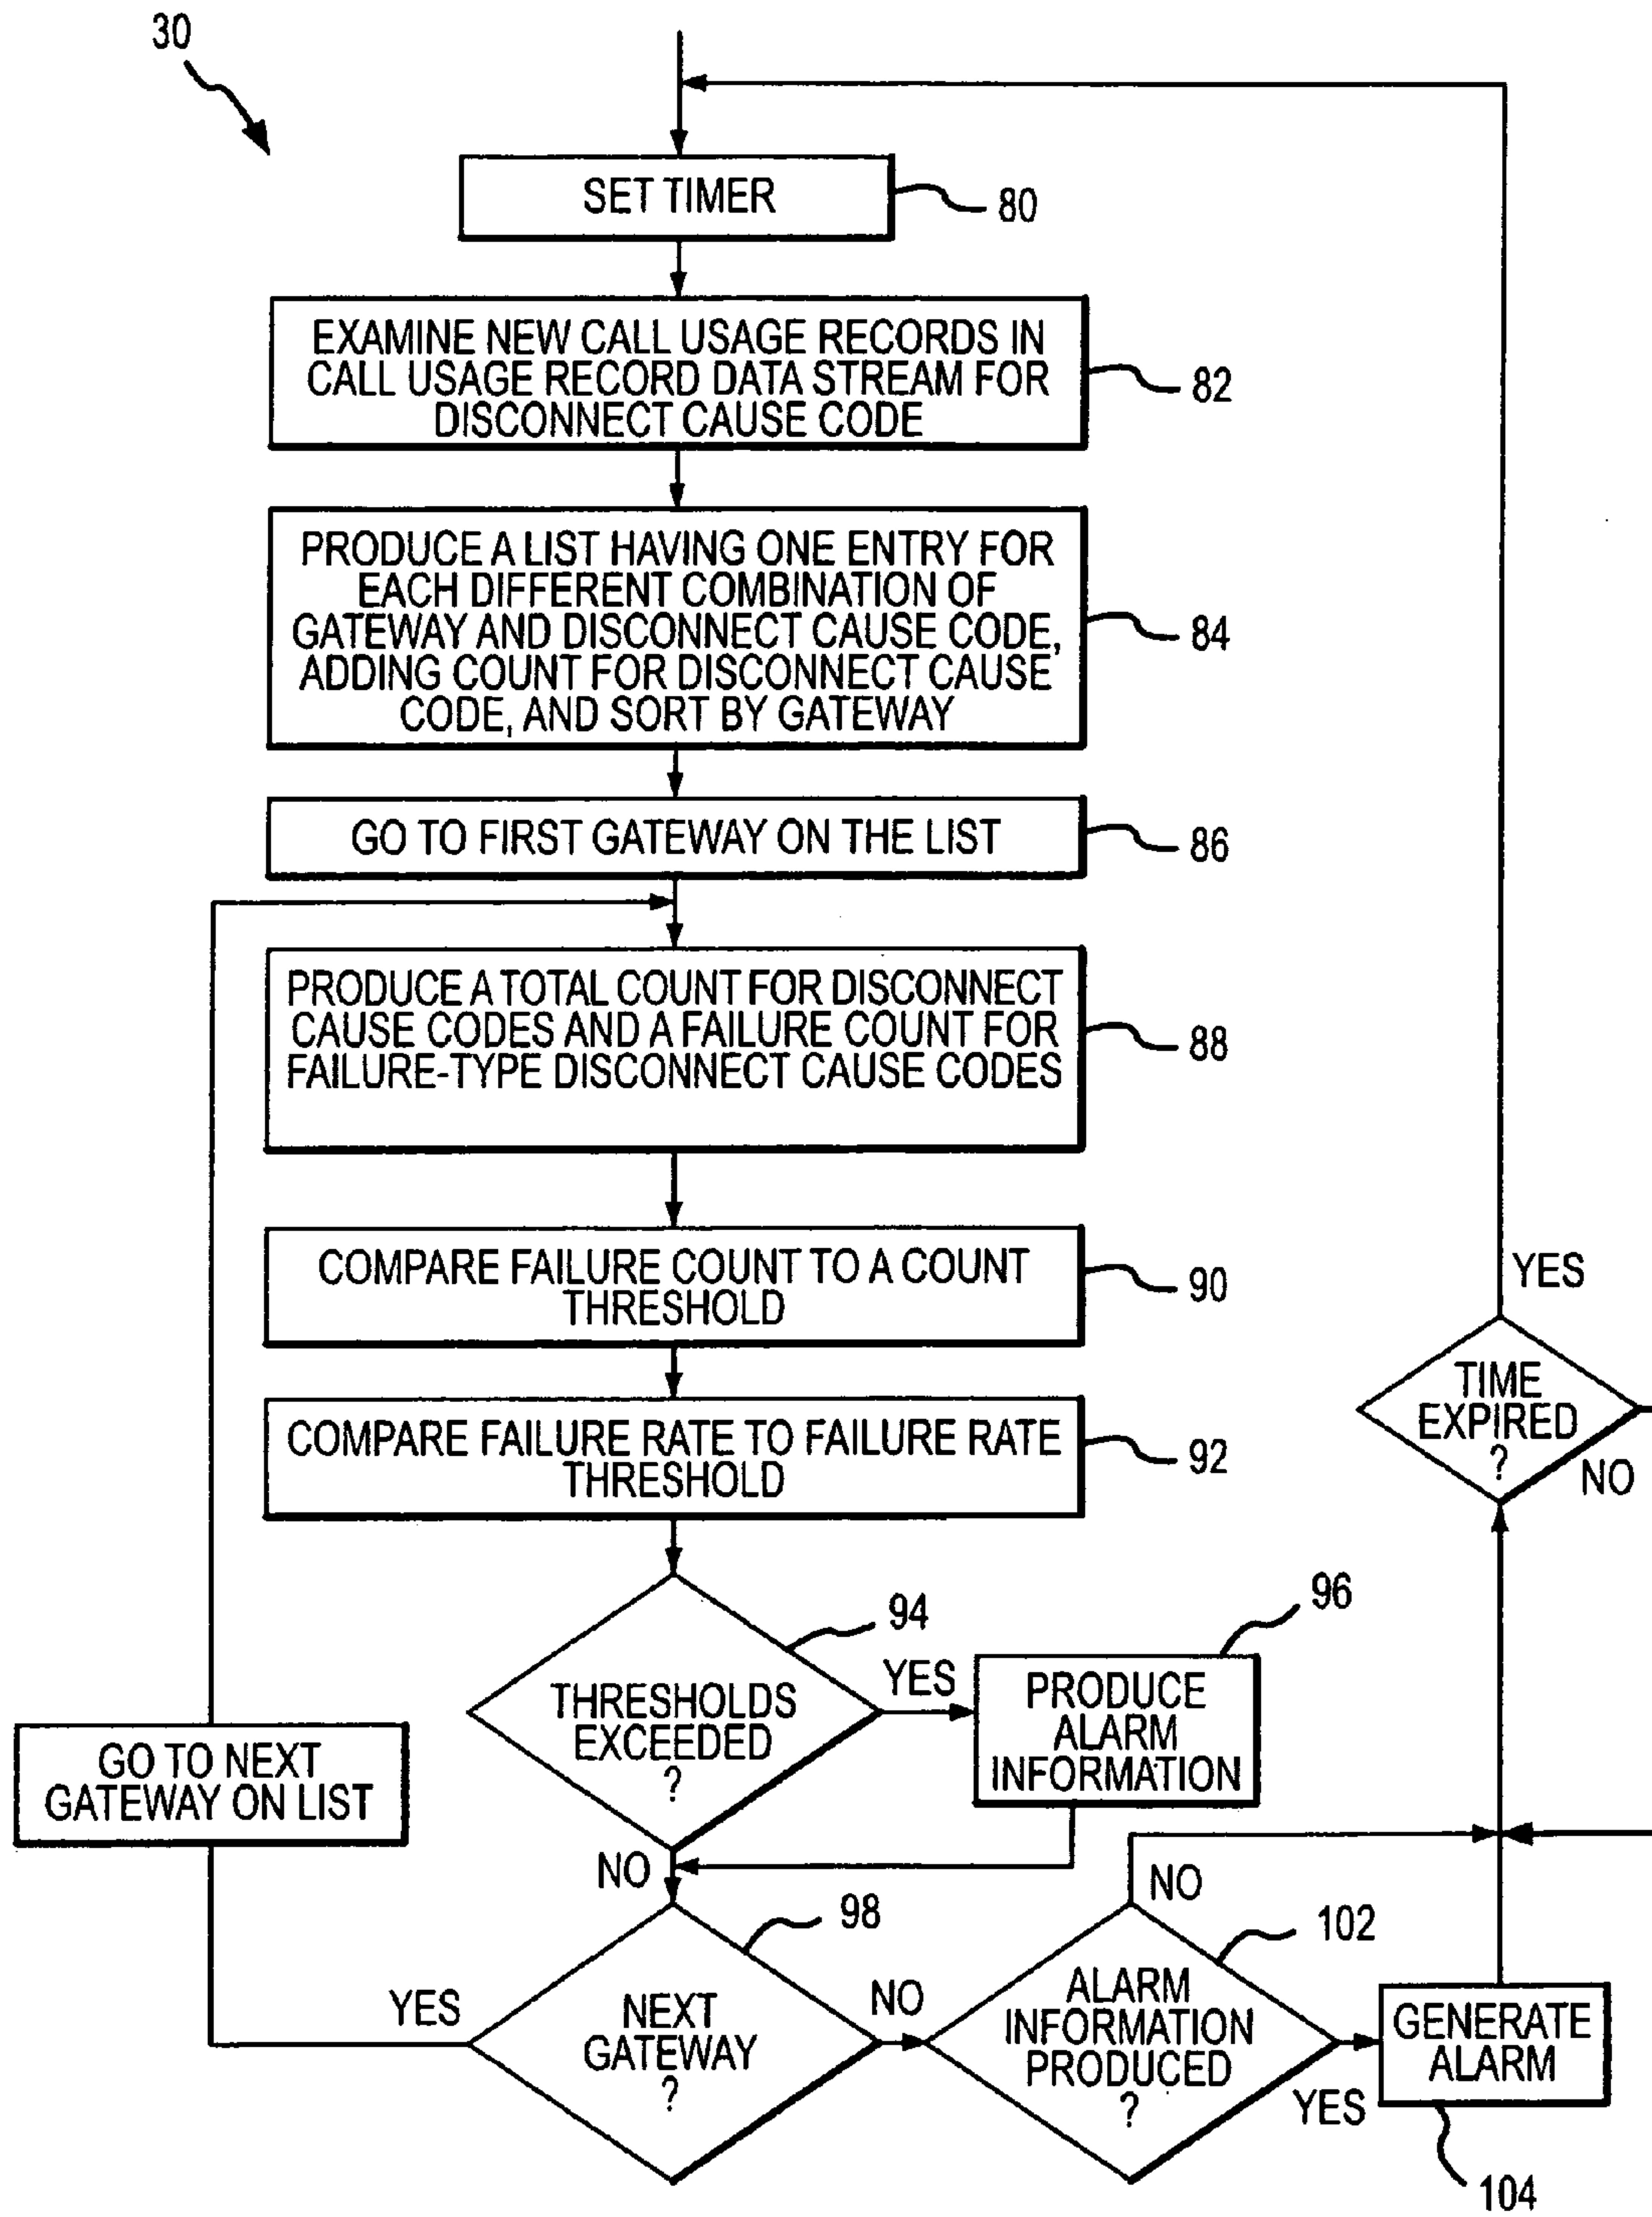 30
SET TIMER
80
EXAMINE NEW CALL USAGE RECORDS IN
CALL USAGE RECORD DATA STREAM FOR
DISCONNECT CAUSE CODE
82
PRODUCE A LIST HAVING ONE ENTRY FOR
EACH DIFFERENT COMBINATION OF
GATEWAY AND DISCONNECT CAUSE CODE,
ADDING COUNT FOR DISCONNECT CAUSE
CODE, AND SORT BY GATEWAY
84
GO TO FIRST GATEWAY ON THE LIST
86
PRODUCE A TOTAL COUNT FOR DISCONNECT
CAUSE CODES AND A FAILURE COUNT FOR
FAILURE-TYPE DISCONNECT CAUSE CODES
88
COMPARE FAILURE COUNT TO A COUNT
THRESHOLD
90
YES
TIME
EXPIRED
?
NO
COMPARE FAILURE RATE TO FAILURE RATE
THRESHOLD
92
94
THRESHOLDS
EXCEEDED
?
YES
NO
96
PRODUCE
ALARM
INFORMATION
GO TO NEXT
GATEWAY ON LIST
98
NEXT
GATEWAY
?
YES
NO
102
ALARM
INFORMATION
PRODUCED
?
NO
YES
GENERATE
ALARM
104